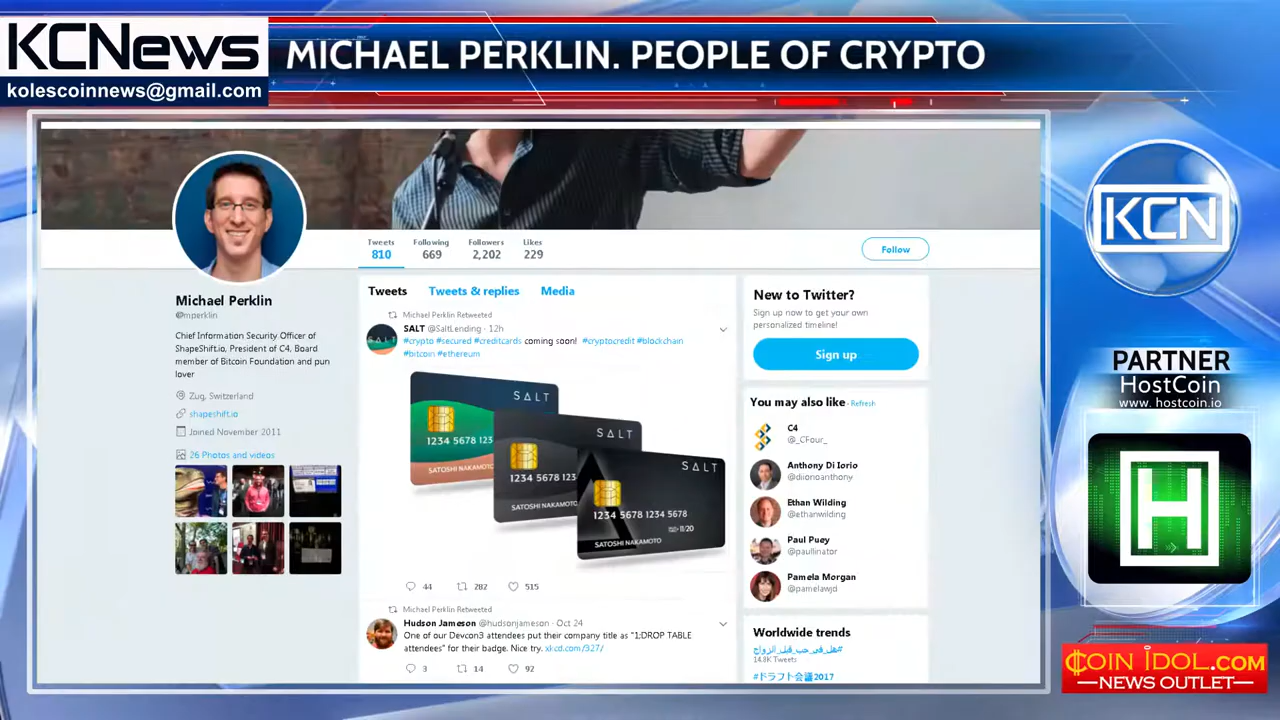 KCNews
kolescoinnews@gmail.com
MICHAEL PERKLIN. PEOPLE OF CRYPTO
Tweets
810
Following
669
Followers
2,202
Likes
229
Follow
Michael Perklin
@mperklin
Chief Information Security Officer of
ShapeShift.io, President of C4, Board
member of Bitcoin Foundation and pun
lover
Zug, Switzerland
shapeshift.io
Joined November 2011
26 Photos and videos
Tweets
Tweets & replies
Media
Michael Perklin Retweeted
SALT @SaltLending · 12h
#crypto #secured #creditcards coming soon! #cryptocredit #blockchain
#bitcoin #ethereum
SALT
1234 5678 123
SATOSHI NAKAMOTO
SALT
1234 5678 123
SATOSHI NAKAMOTO
SALT
1234 5678 1234 5678
11/20
SATOSHI NAKAMOTO
44
282
515
Michael Perklin Retweeted
Hudson Jameson @hudsonjameson · Oct 24
One of our Devcon3 attendees put their company title as "1;DROP TABLE
attendees" for their badge. Nice try. xkcd.com/327/
3
14
92
New to Twitter?
Sign up now to get your own
personalized timeline!
Sign up
You may also like · Refresh
C4
@_CFour_
Anthony Di Iorio
@diiorioanthony
Ethan Wilding
@ethanwilding
Paul Puey
@paullinator
Pamela Morgan
@pamelawjd
Worldwide trends
#هل_في_حب_قبل_الزواج
14.8K Tweets
#ドラフト会議2017
KCN
PARTNER
HostCoin
www. hostcoin.io
H
COIN IDOL.COM
—NEWS OUTLET—